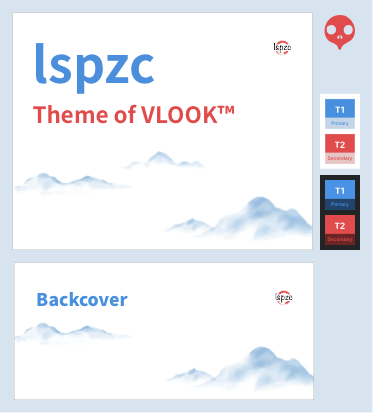 lspzc
lspzc
Theme of VLOOK™
T1
Primary
T2
Secondary
T1
Primary
T2
Secondary
Backcover
lspzc